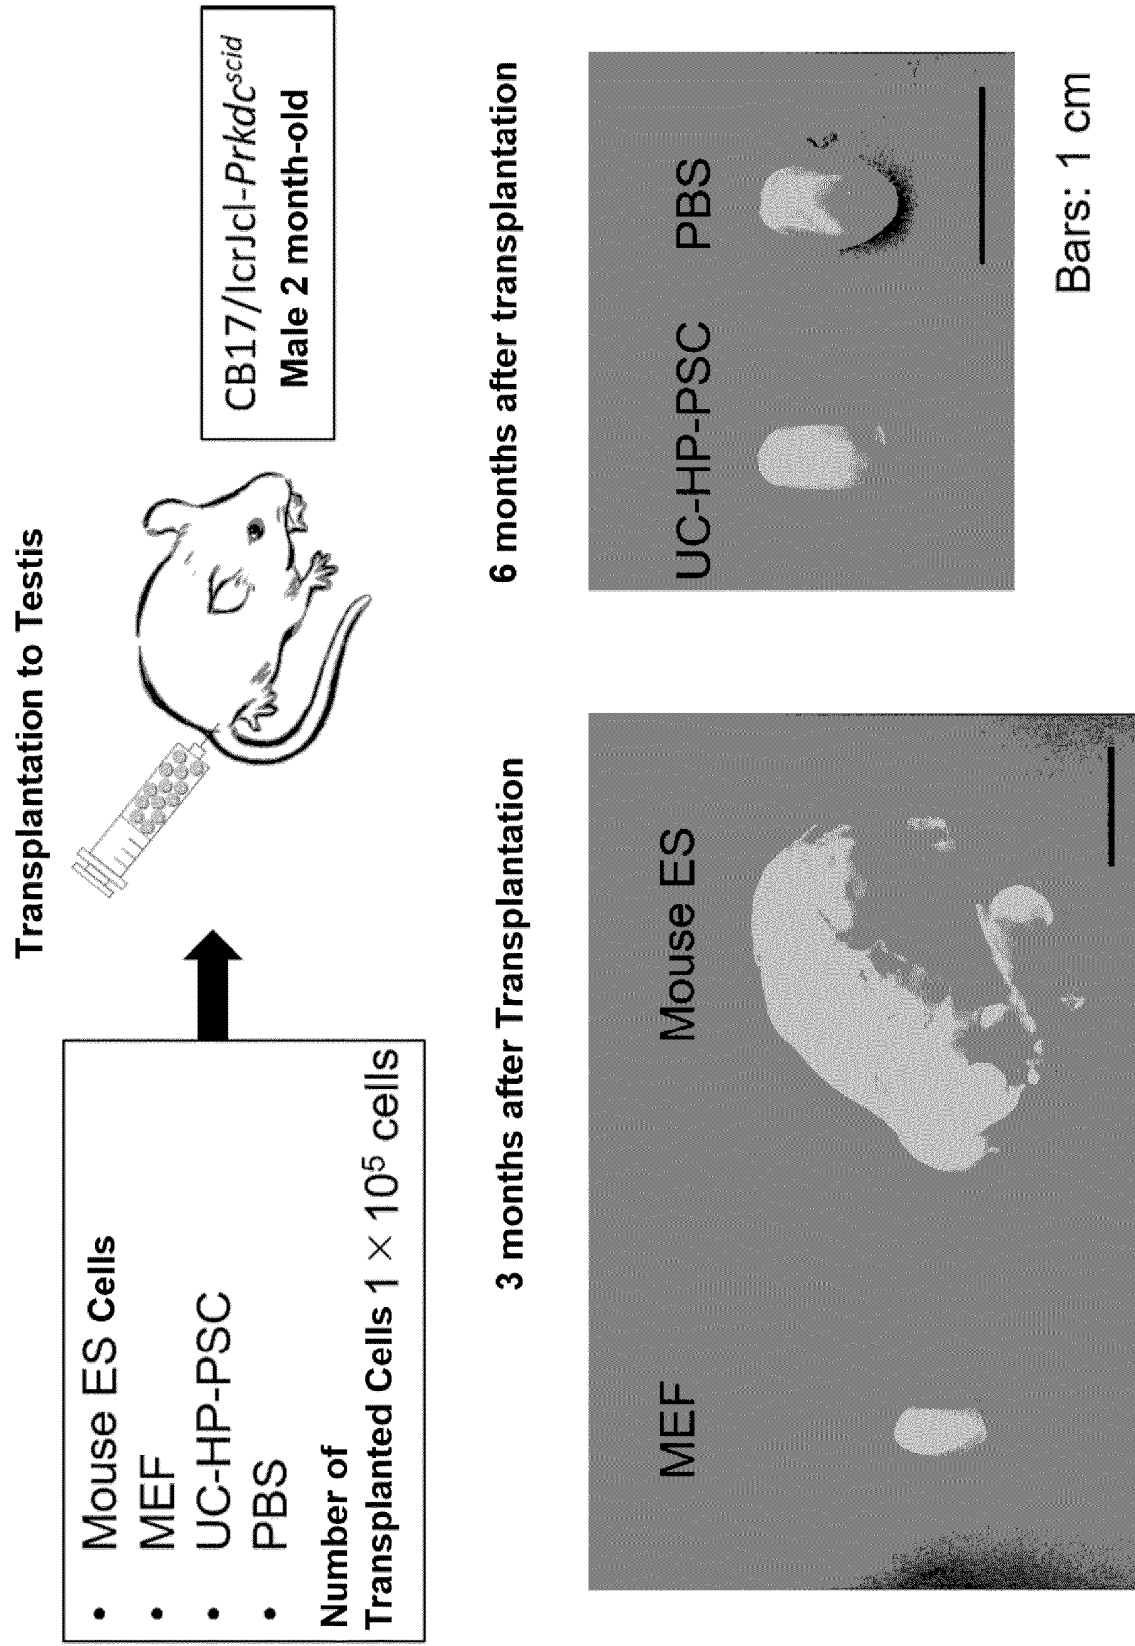 Transplantation to Testis
• Mouse ES Cells
• MEF
• UC-HP-PSC
• PBS
Number of
Transplanted Cells 1 × 10⁵ cells
CB17/IcrJcl-Prkdcˢᶜⁱᵈ
Male 2 month-old
3 months after Transplantation
MEF
Mouse ES
6 months after transplantation
UC-HP-PSC
PBS
Bars: 1 cm